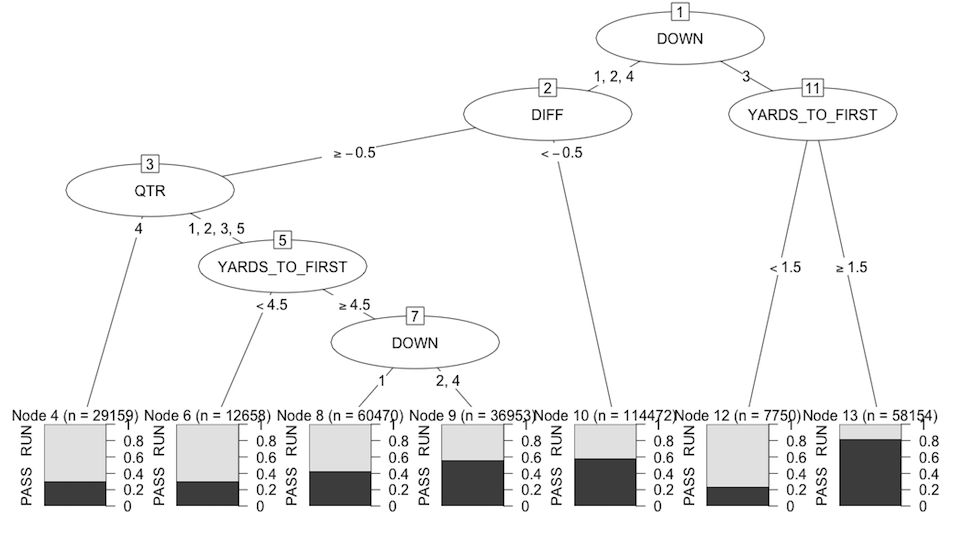 1
DOWN
1, 2, 4
3
2
DIFF
11
YARDS_TO_FIRST
≥ −0.5
< −0.5
3
QTR
4
1, 2, 3, 5
5
YARDS_TO_FIRST
< 1.5
≥ 1.5
< 4.5
≥ 4.5
7
DOWN
1
2, 4
Node 4 (n = 29159)
Node 6 (n = 12658)
Node 8 (n = 60470)
Node 9 (n = 36953)
Node 10 (n = 114472)
Node 12 (n = 7750)
Node 13 (n = 58154)
PASS RUN
1
0.8
0.6
0.4
0.2
0
PASS RUN
1
0.8
0.6
0.4
0.2
0
PASS RUN
1
0.8
0.6
0.4
0.2
0
PASS RUN
1
0.8
0.6
0.4
0.2
0
PASS RUN
1
0.8
0.6
0.4
0.2
0
PASS RUN
1
0.8
0.6
0.4
0.2
0
PASS RUN
1
0.8
0.6
0.4
0.2
0